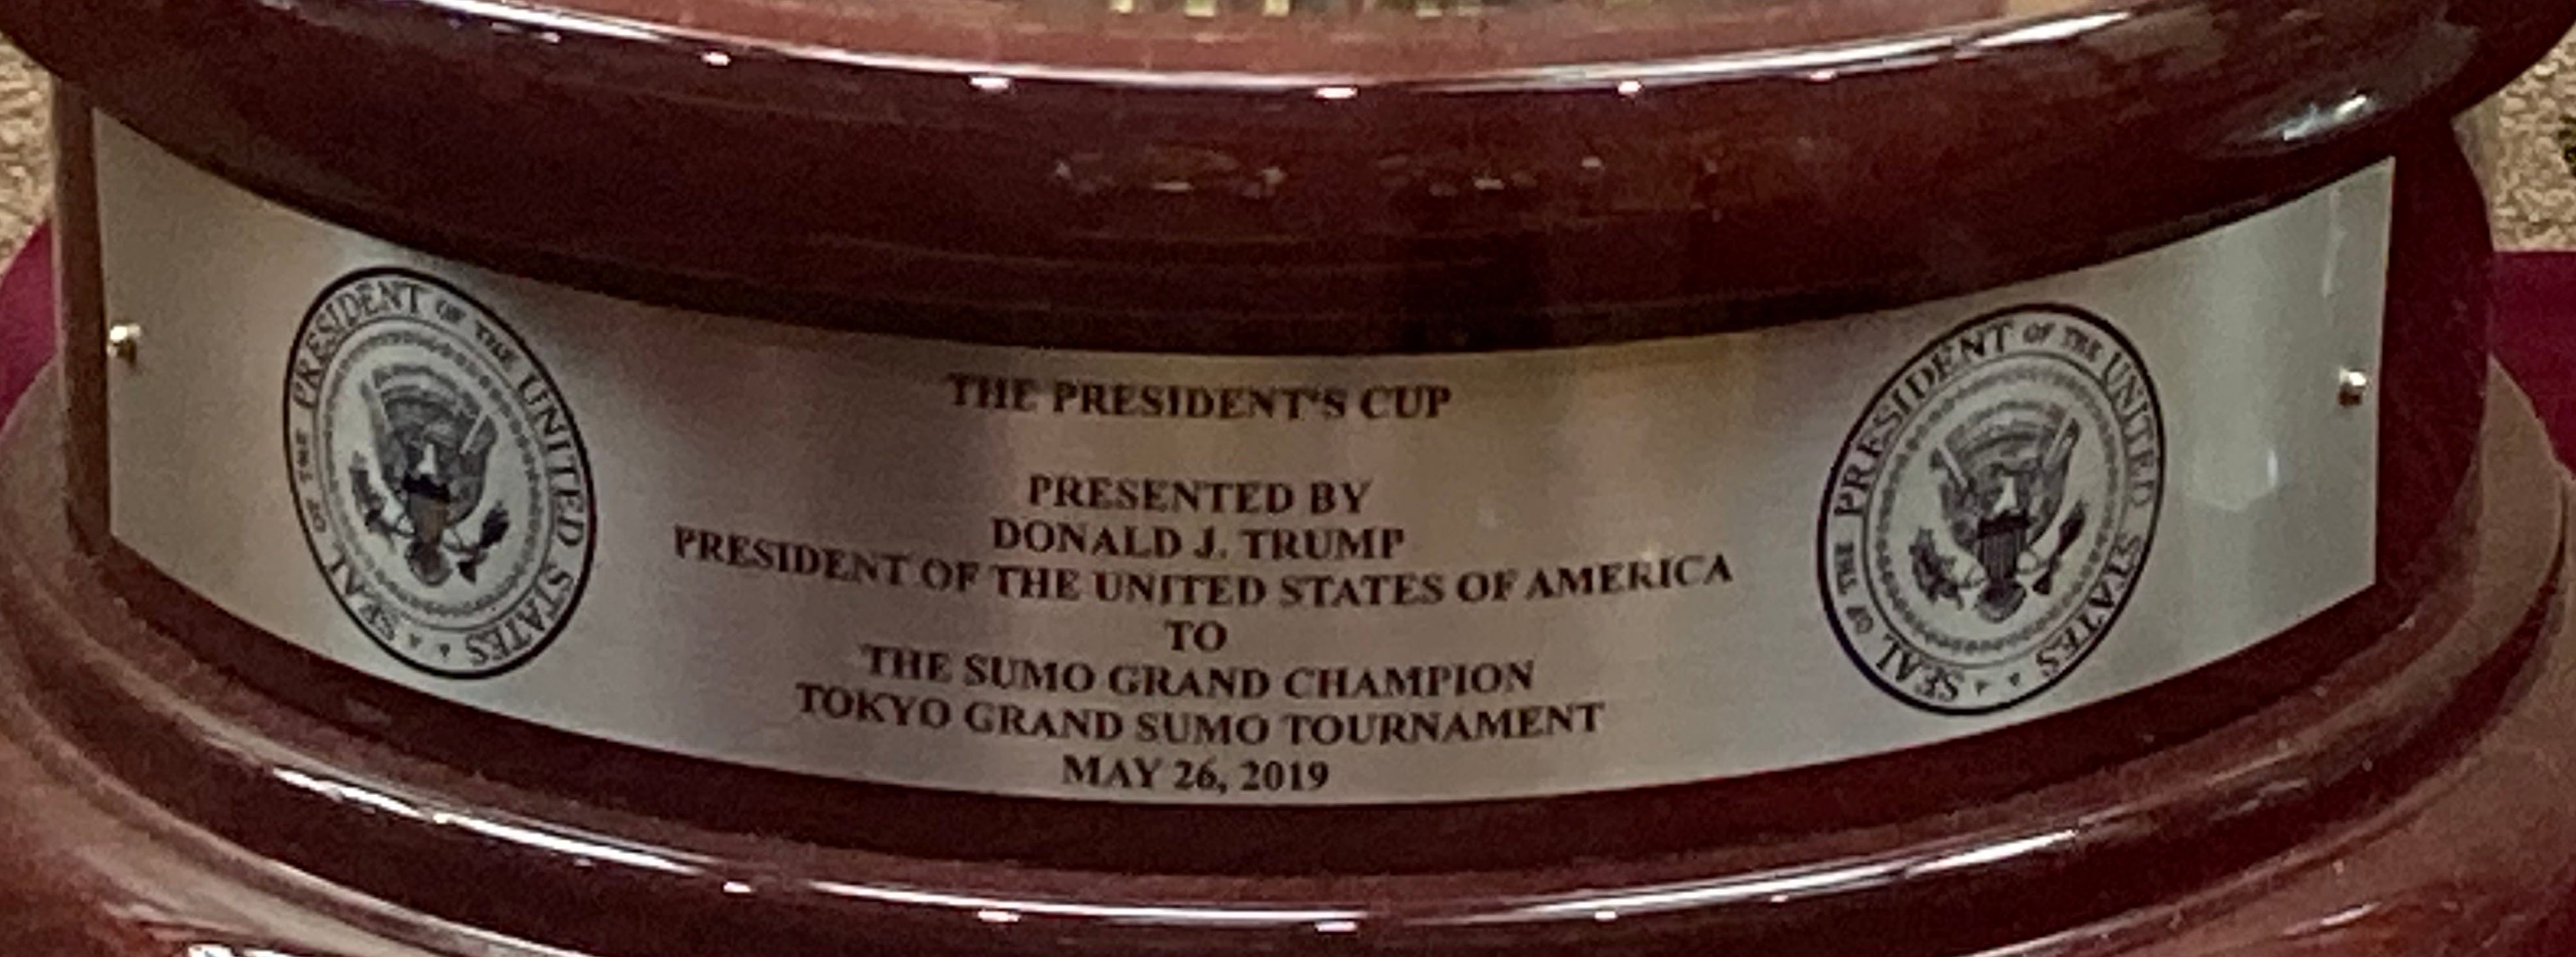 THE PRESIDENT'S CUP
PRESENTED BY
DONALD J. TRUMP
PRESIDENT OF THE UNITED STATES OF AMERICA
TO
THE SUMO GRAND CHAMPION
TOKYO GRAND SUMO TOURNAMENT
MAY 26, 2019
SEAL OF THE PRESIDENT OF THE UNITED STATES
SEAL OF THE PRESIDENT OF THE UNITED STATES